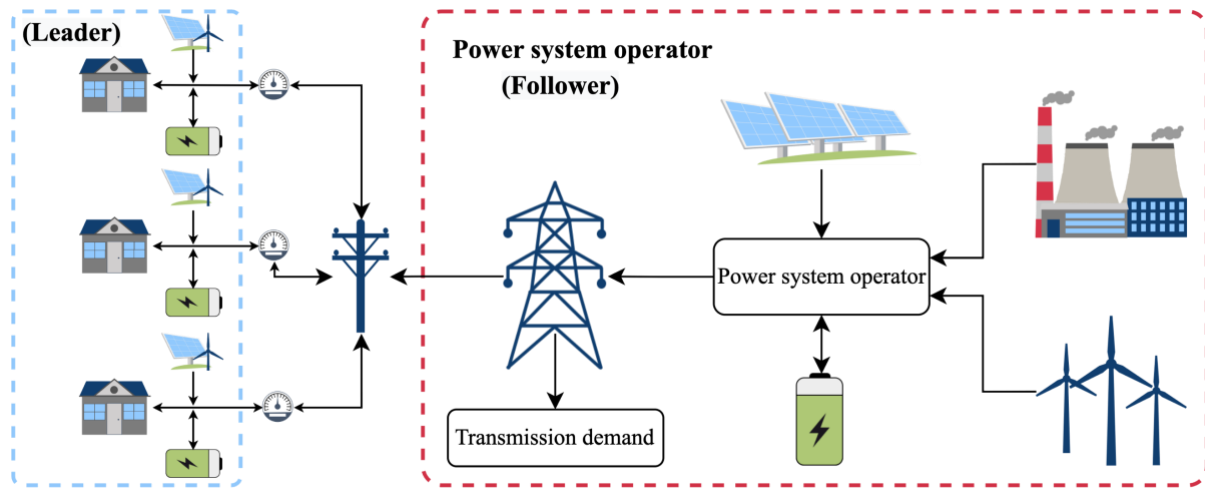 (Leader)
Power system operator
(Follower)
Power system operator
Transmission demand